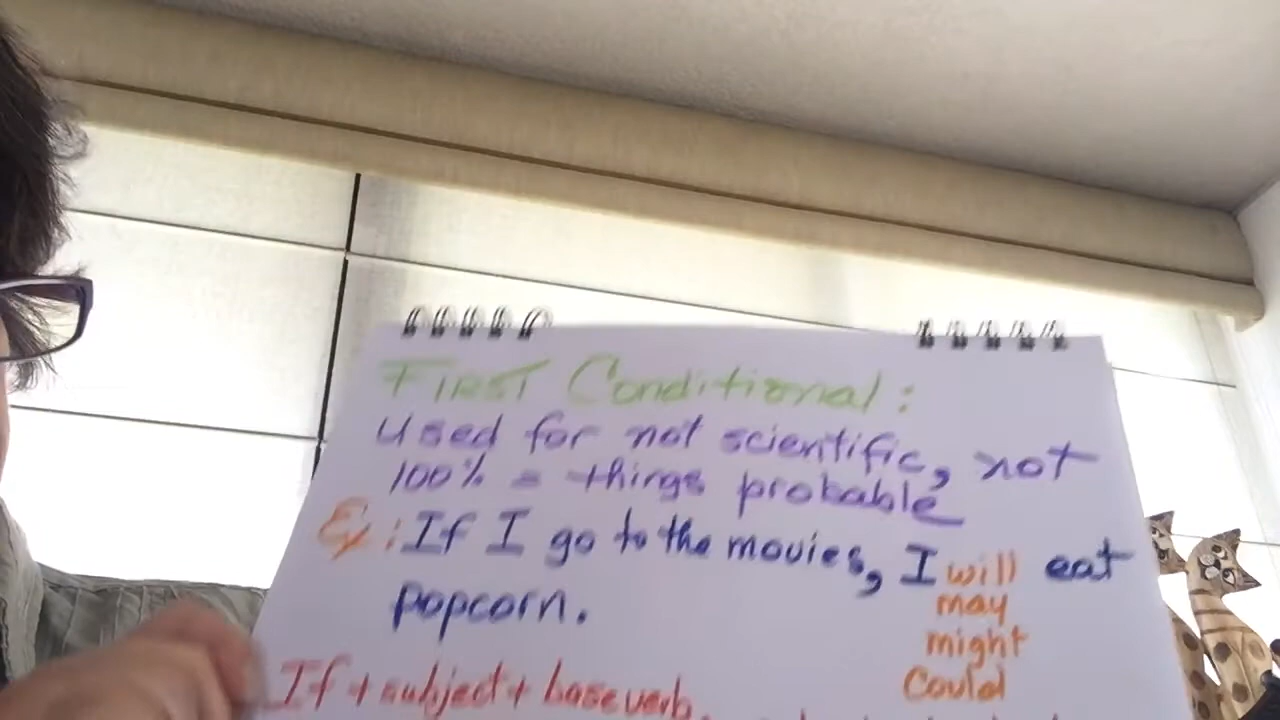 First Conditional:
Used for not scientific, not
100% = things probable
Ex: If I go to the movies, I will eat
may
popcorn.
might
Could
If + subject + base verb,